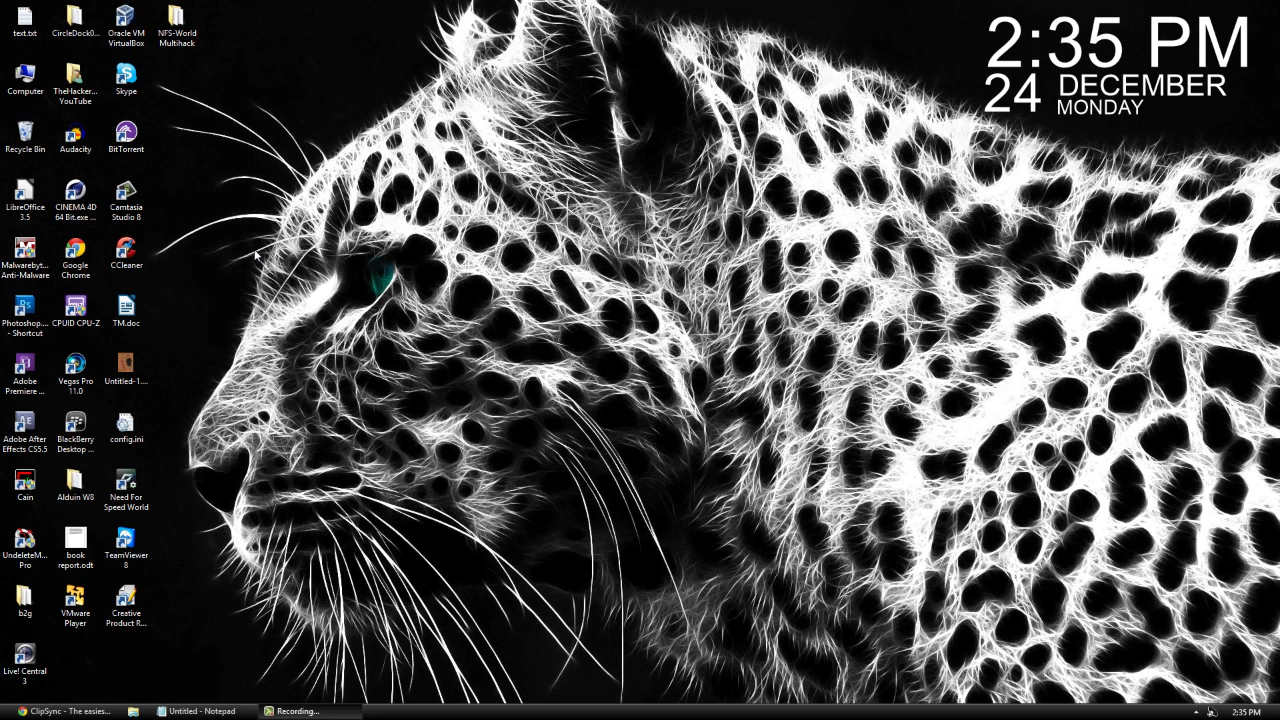 2:35 PM
24 DECEMBER
MONDAY
text.txt
CircleDock0...
Oracle VM
VirtualBox
NFS-World
Multihack
Computer
TheHacker...
YouTube
Skype
Recycle Bin
Audacity
BitTorrent
LibreOffice
3.5
CINEMA 4D
64 Bit.exe ...
Camtasia
Studio 8
Malwarebyt...
Anti-Malware
Google
Chrome
CCleaner
Photoshop....
- Shortcut
CPUID CPU-Z
TM.doc
Adobe
Premiere ...
Vegas Pro
11.0
Untitled-1....
Adobe After
Effects CS5.5
BlackBerry
Desktop ...
config.ini
Cain
Alduin W8
Need For
Speed World
UndeleteM...
Pro
book
report.odt
TeamViewer
8
b2g
VMware
Player
Creative
Product R...
Live! Central
3
ClipSync - The easies...
Untitled - Notepad
Recording...
2:35 PM